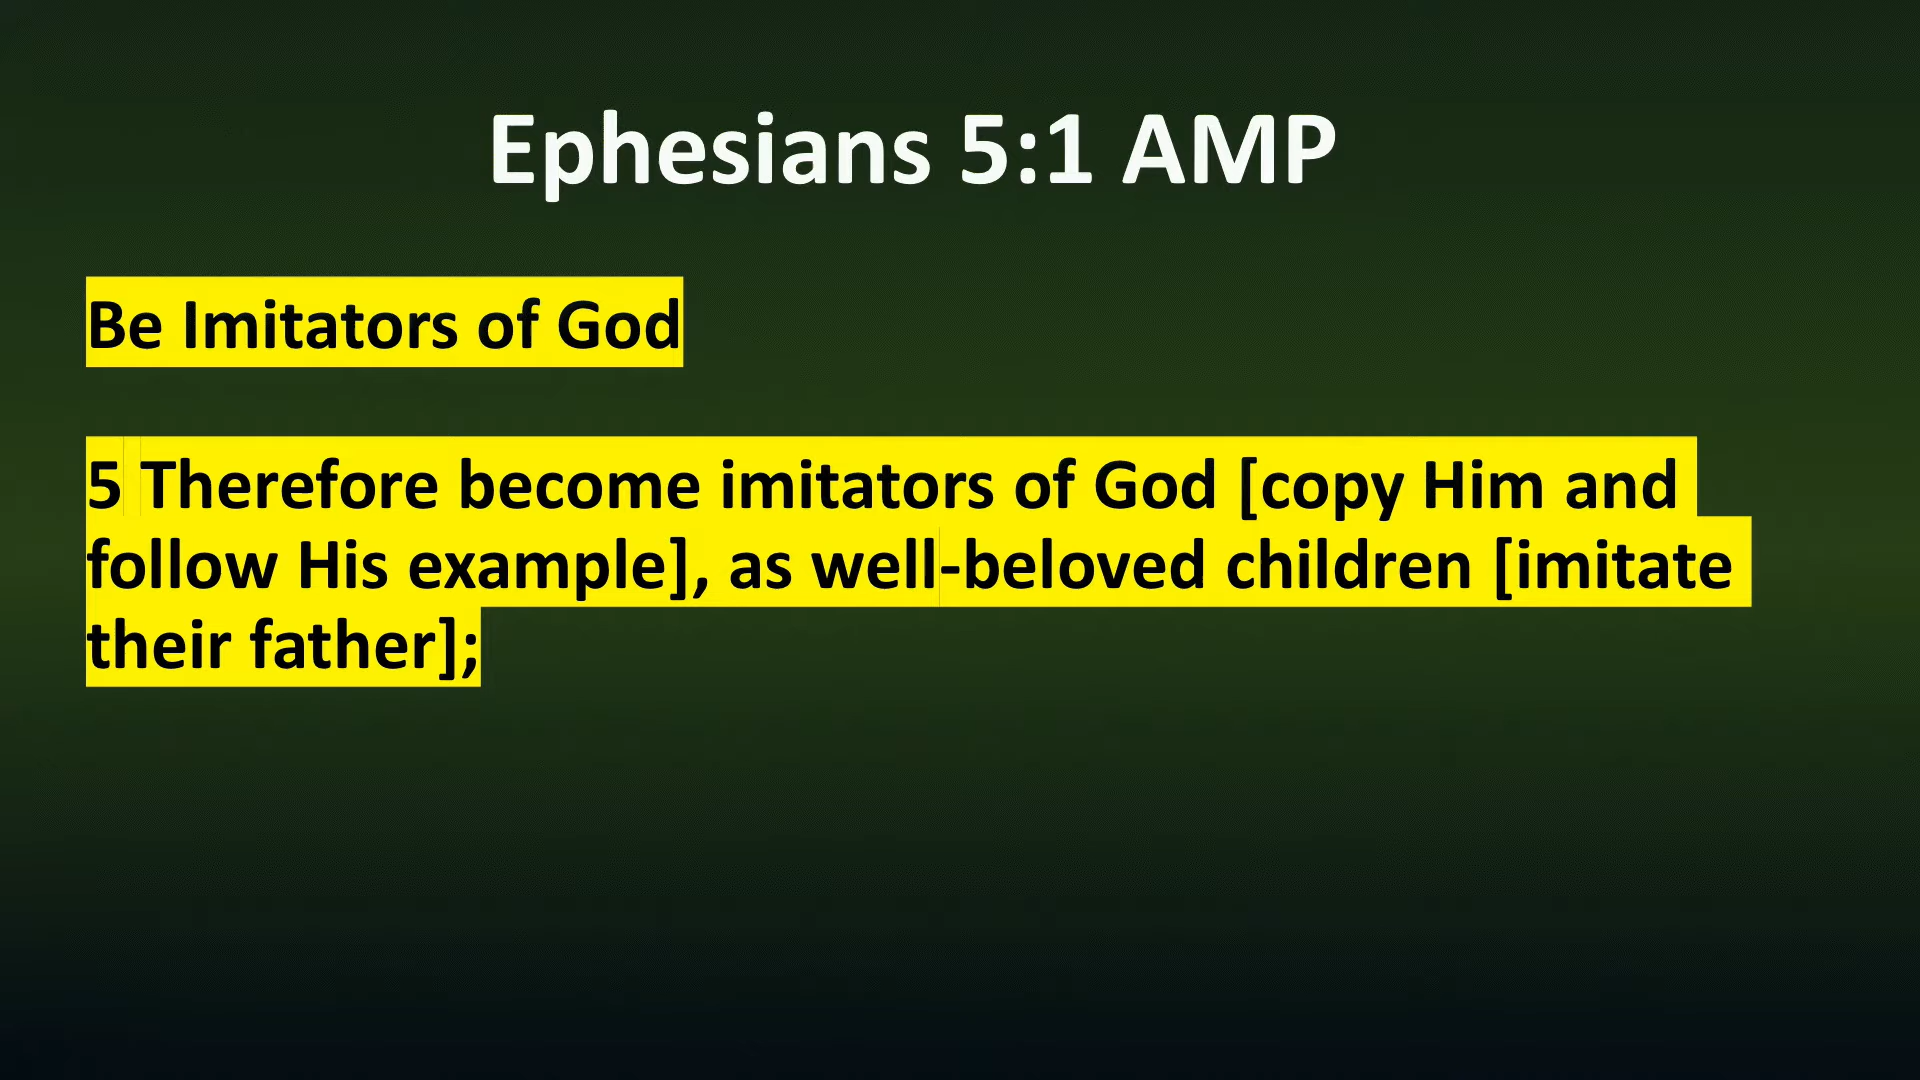 Ephesians 5:1 AMP
Be Imitators of God
5 Therefore become imitators of God [copy Him and
follow His example], as well-beloved children [imitate
their father];